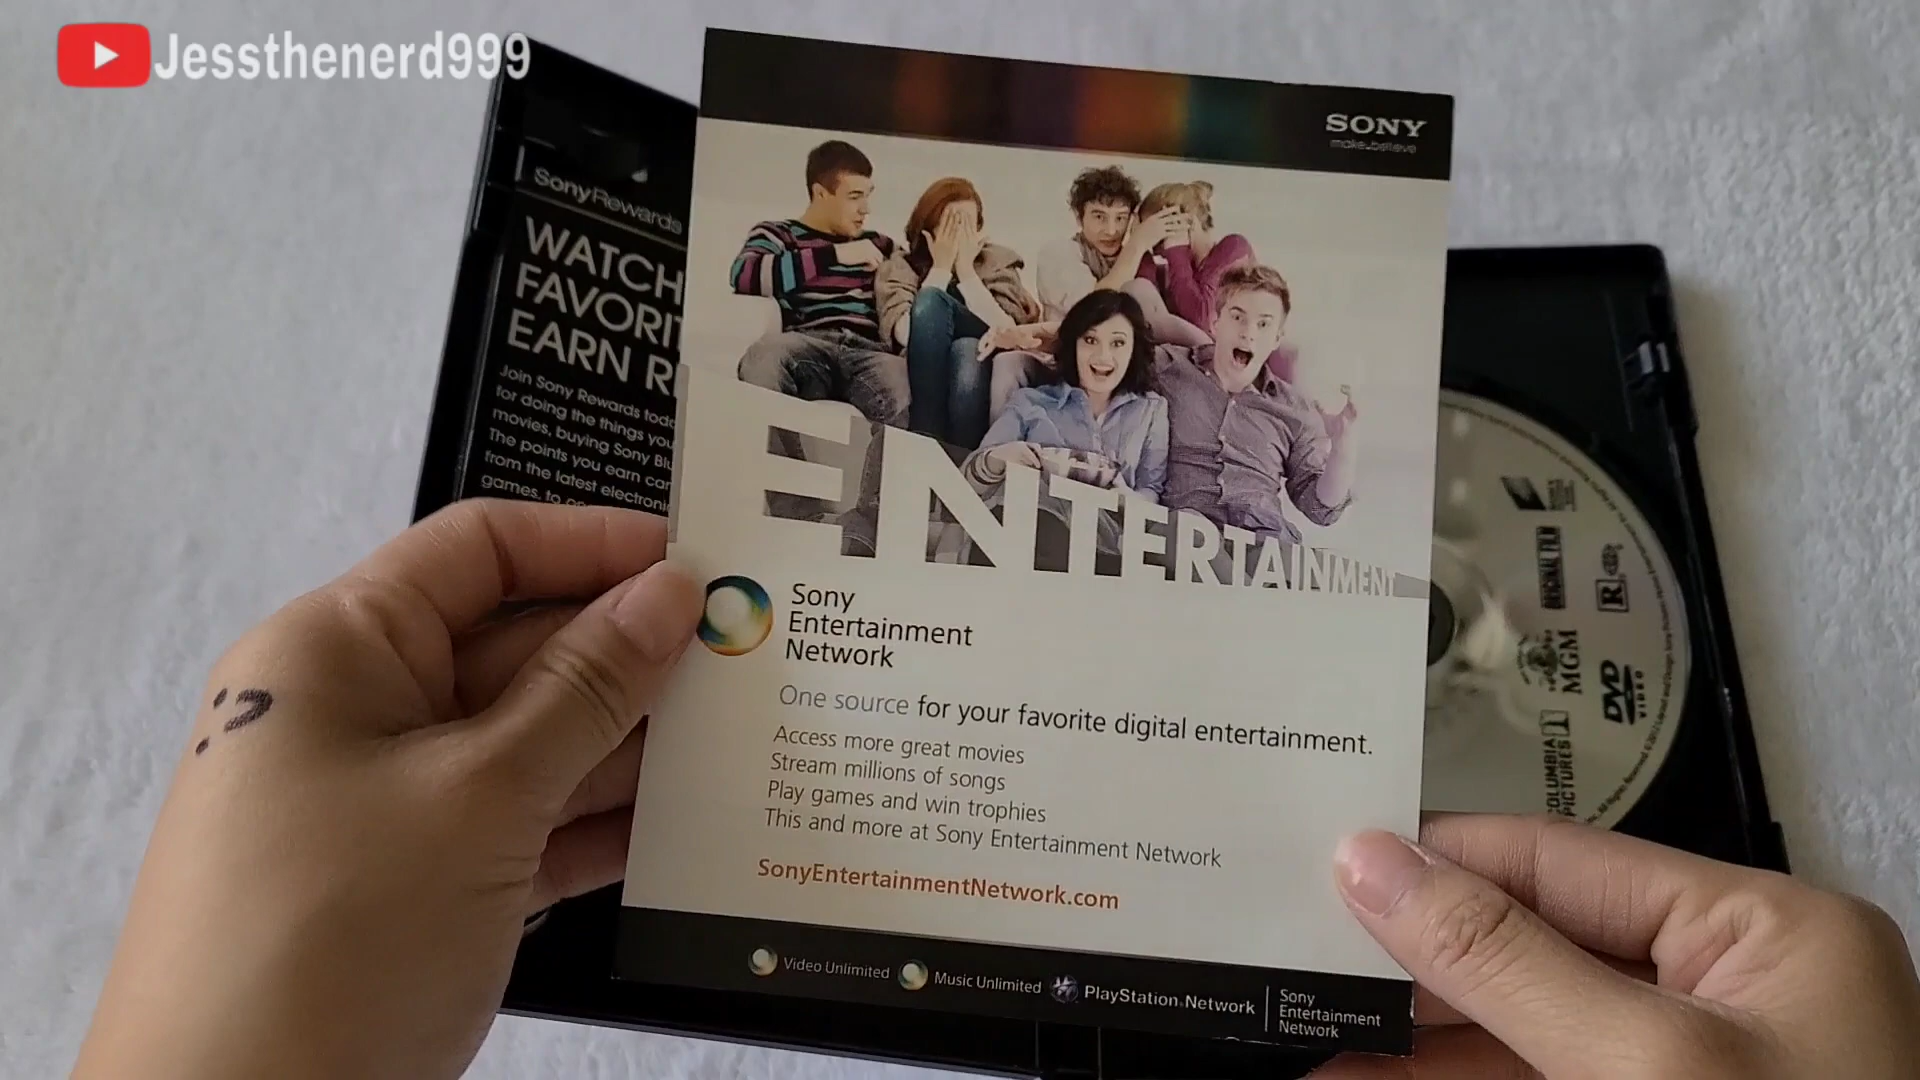 Jessthenerd999
SONY
make.believe
SonyRewards
WATCH
FAVORIT
EARN R
Join Sony Rewards toda
for doing the things you
movies, buying Sony Blu
The points you earn can
from the latest electroni
games, to
ENTERTAINMENT
Sony
Entertainment
Network
One source for your favorite digital entertainment.
Access more great movies
Stream millions of songs
Play games and win trophies
This and more at Sony Entertainment Network
SonyEntertainmentNetwork.com
Video Unlimited
Music Unlimited
PlayStation Network
Sony
Entertainment
Network
ORIGINAL FILM
R
MGM
DVD
VIDEO
COLUMBIA
PICTURES